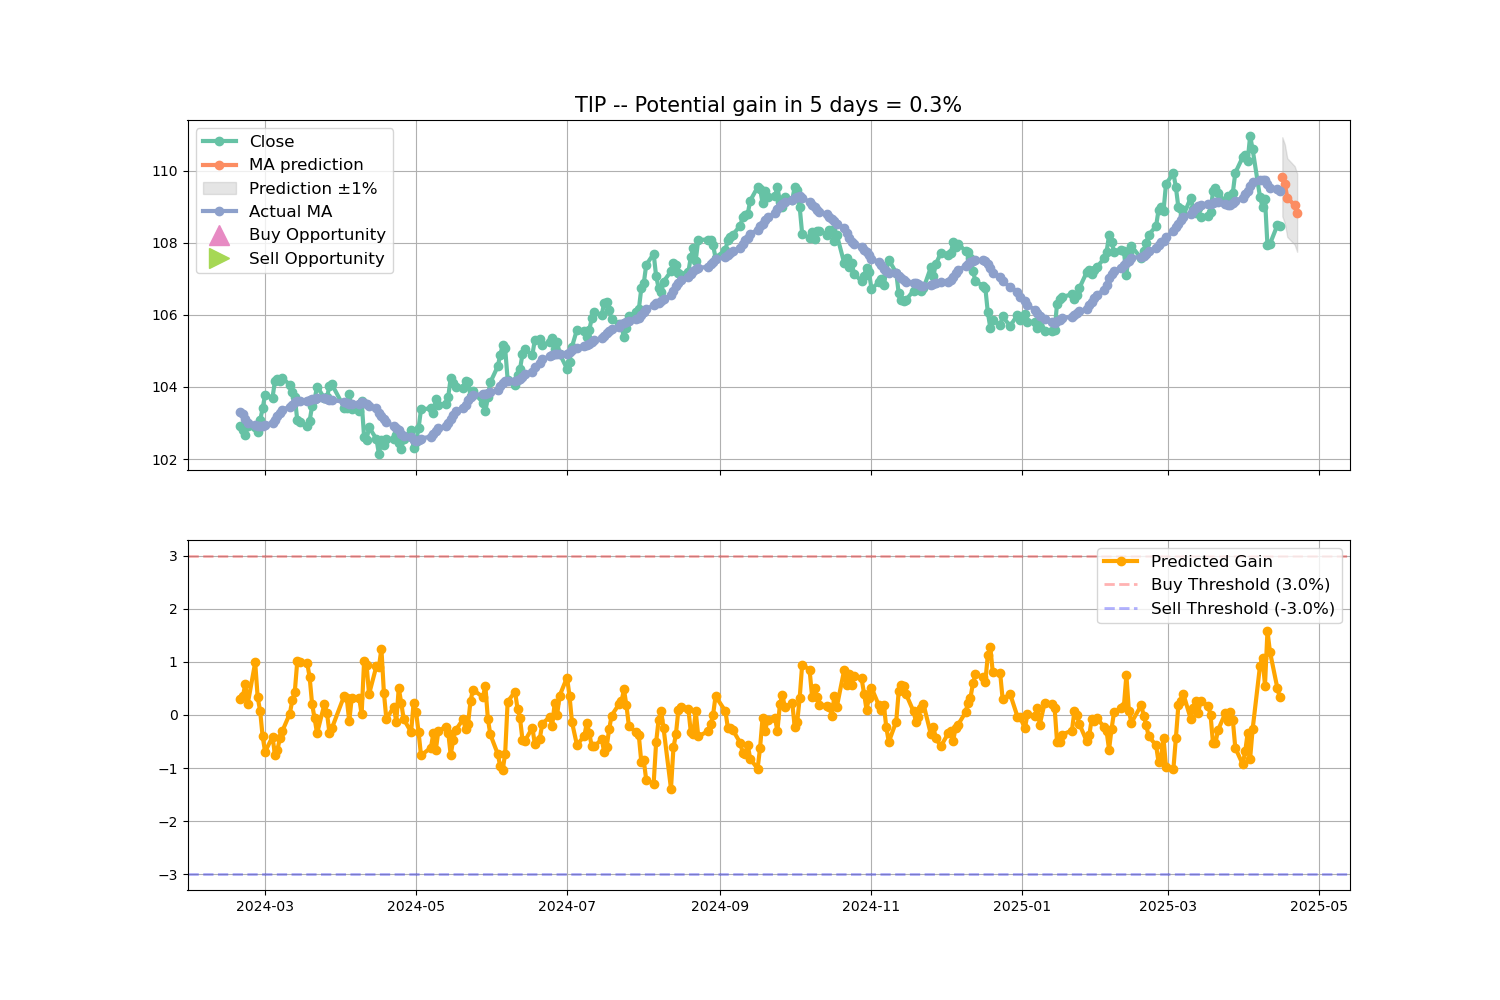 TIP -- Potential gain in 5 days = 0.3%
Close
MA prediction
Prediction ±1%
Actual MA
Buy Opportunity
Sell Opportunity
110
108
106
104
102
Predicted Gain
Buy Threshold (3.0%)
Sell Threshold (-3.0%)
3
2
1
0
−1
−2
−3
2024-03
2024-05
2024-07
2024-09
2024-11
2025-01
2025-03
2025-05